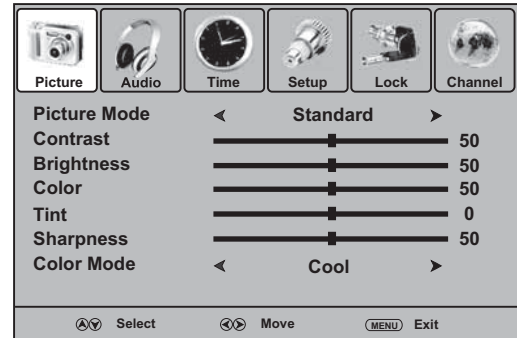 Picture Audio Time Setup Lock Channel
Picture Mode Standard
Contrast 50
Brightness 50
Color 50
Tint 0
Sharpness 50
Color Mode Cool
Select Move MENU Exit